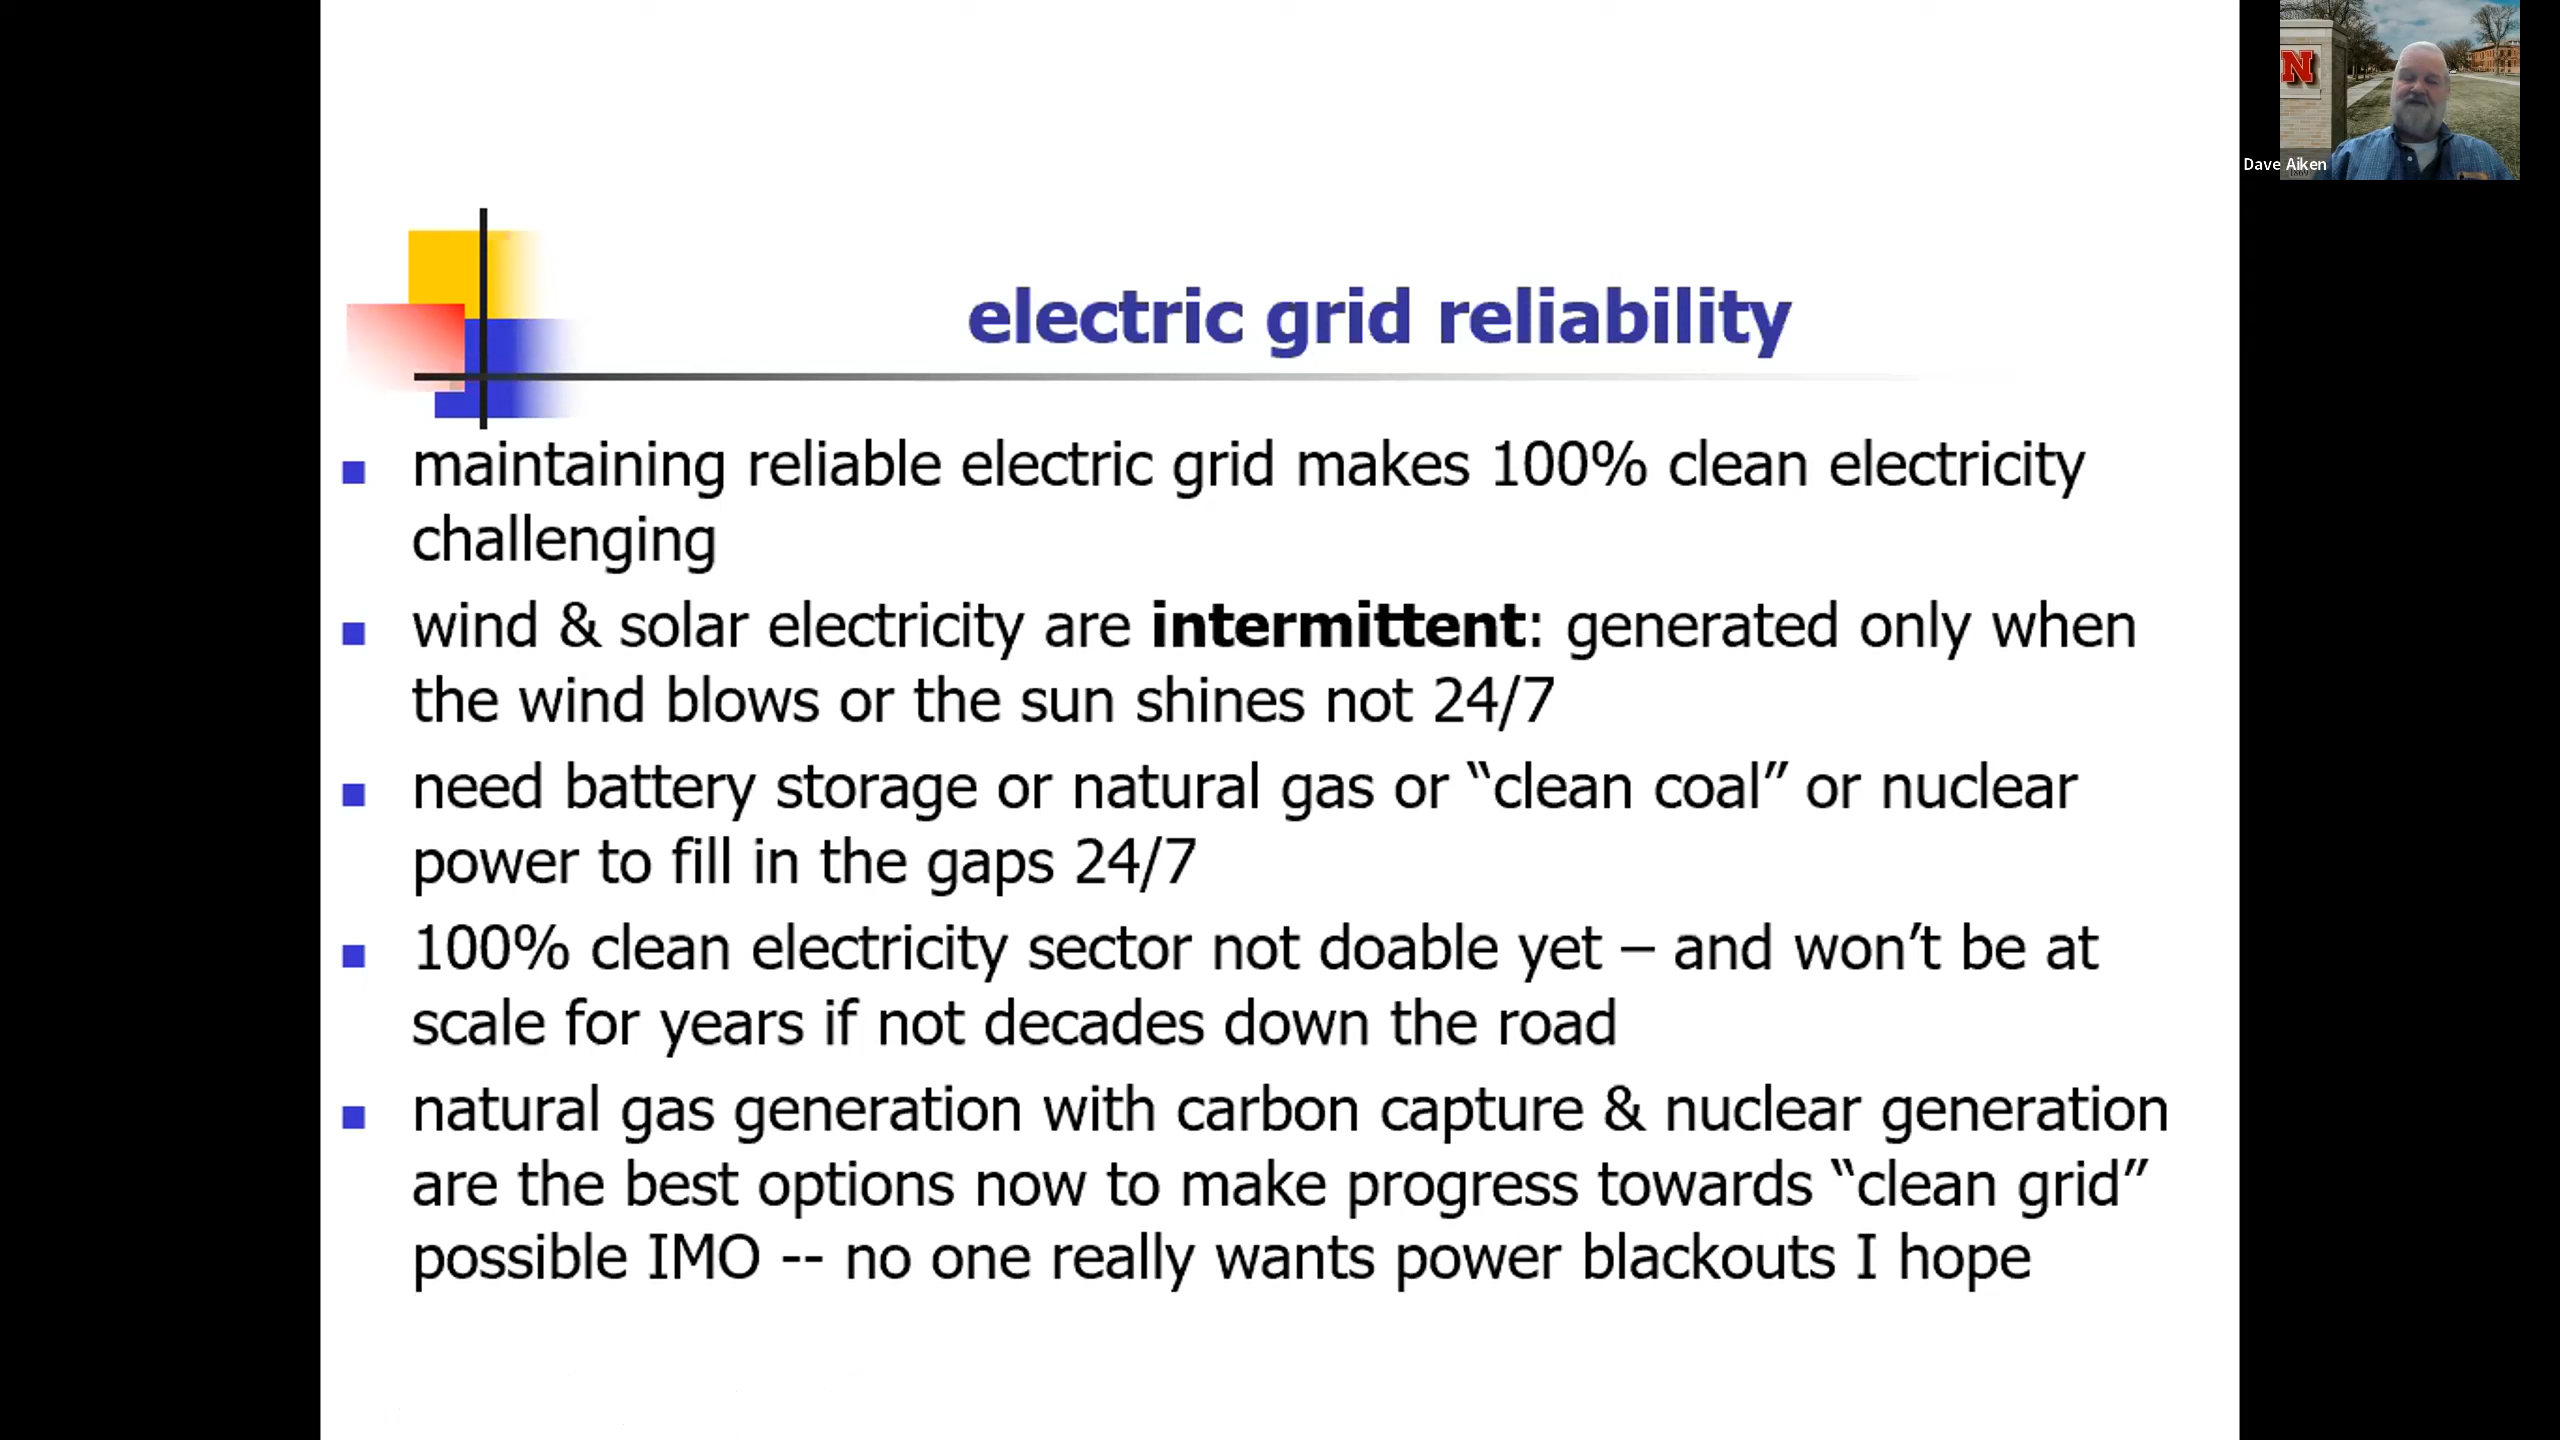 N
Dave Aiken
1869
electric grid reliability
maintaining reliable electric grid makes 100% clean electricity
challenging
wind & solar electricity are intermittent: generated only when
the wind blows or the sun shines not 24/7
need battery storage or natural gas or “clean coal” or nuclear
power to fill in the gaps 24/7
100% clean electricity sector not doable yet – and won’t be at
scale for years if not decades down the road
natural gas generation with carbon capture & nuclear generation
are the best options now to make progress towards “clean grid”
possible IMO -- no one really wants power blackouts I hope